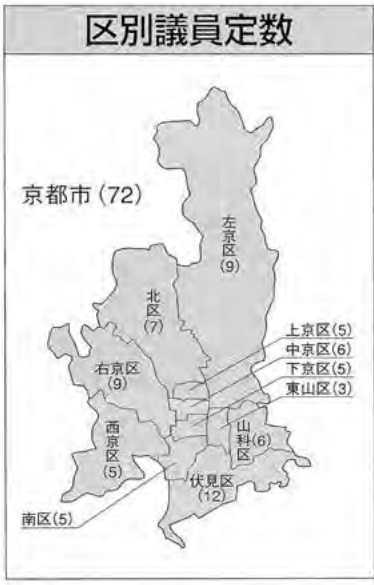 区別議員定数
京都市(72)
左京区
(9)
北区
(7)
上京区(5)
中京区(6)
下京区(5)
東山区(3)
右京区
(9)
山科区(6)
西京区
(5)
伏見区
(12)
南区(5)